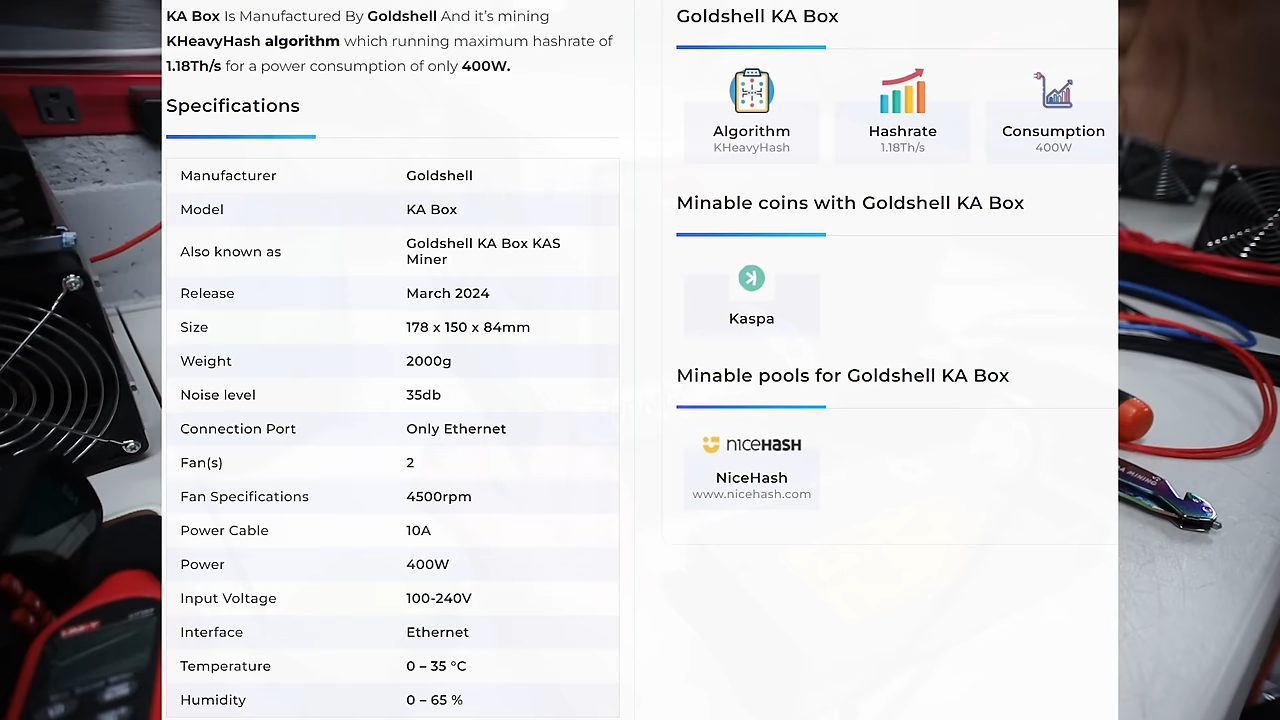 KA Box Is Manufactured By Goldshell And it's mining
KHeavyHash algorithm which running maximum hashrate of
1.18Th/s for a power consumption of only 400W.
Specifications
Manufacturer Goldshell
Model KA Box
Also known as Goldshell KA Box KAS
Miner
Release March 2024
Size 178 x 150 x 84mm
Weight 2000g
Noise level 35db
Connection Port Only Ethernet
Fan(s) 2
Fan Specifications 4500rpm
Power Cable 10A
Power 400W
Input Voltage 100-240V
Interface Ethernet
Temperature 0 – 35 °C
Humidity 0 – 65 %
Goldshell KA Box
Algorithm
KHeavyHash
Hashrate
1.18Th/s
Consumption
400W
Minable coins with Goldshell KA Box
Kaspa
Minable pools for Goldshell KA Box
NICEHASH
NiceHash
www.nicehash.com
UNI-T
MINING